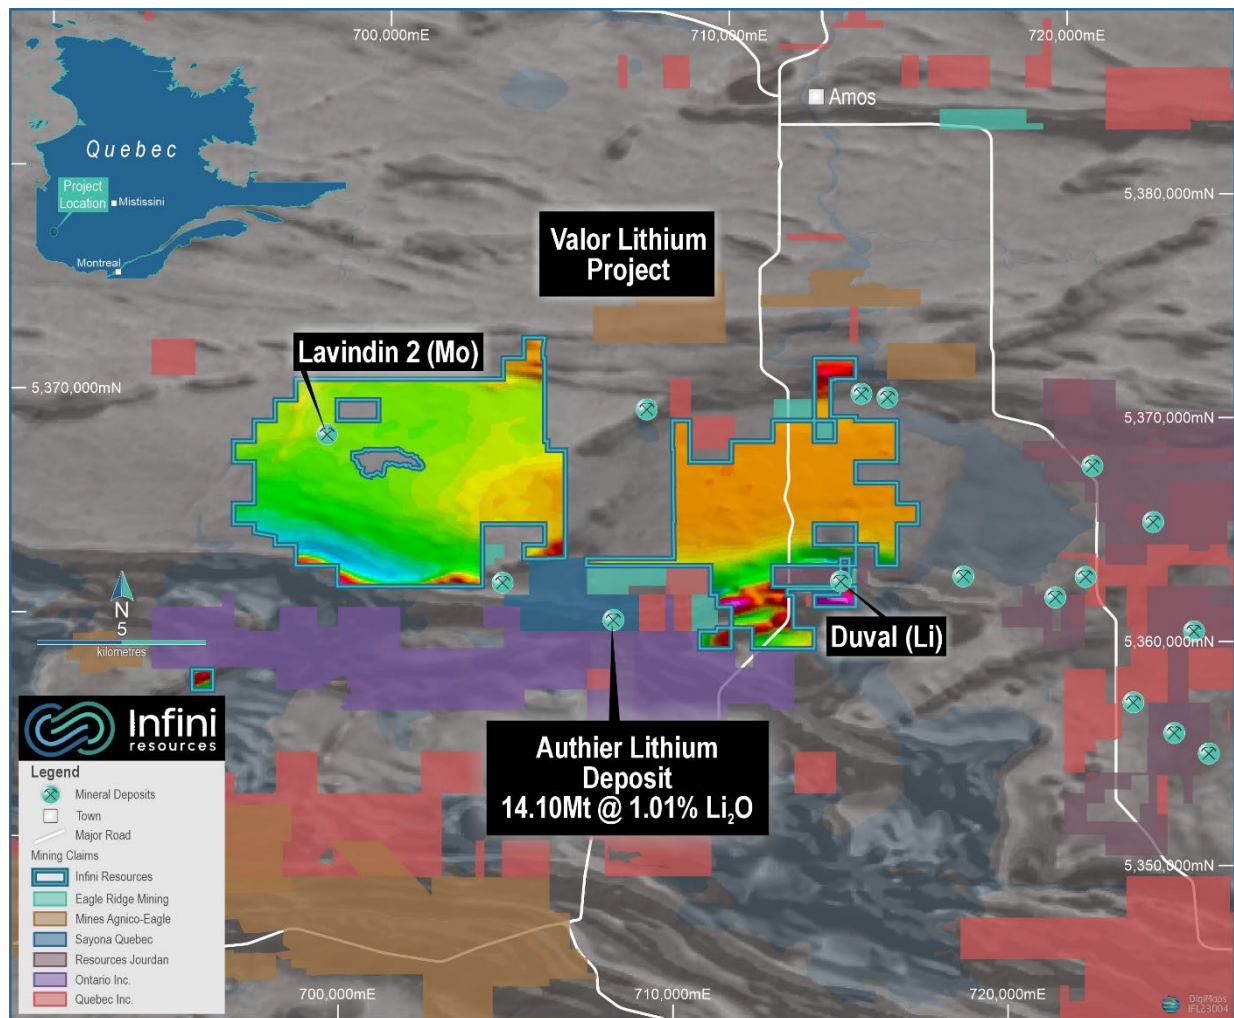 700,000mE
710,000mE
720,000mE
Amos
Quebec
Project
Location
Mistissini
Montreal
5,380,000mN
Valor Lithium
Project
Lavindin 2 (Mo)
5,370,000mN
5,370,000mN
N
5
kilometres
Duval (Li)
5,360,000mN
Infini
resources
Authier Lithium
Deposit
14.10Mt @ 1.01% Li₂O
Legend
Mineral Deposits
Town
Major Road
Mining Claims
Infini Resources
Eagle Ridge Mining
Mines Agnico-Eagle
Sayona Quebec
Resources Jourdan
Ontario Inc.
Quebec Inc.
5,350,000mN
700,000mE
710,000mE
720,000mE
DigiMaps
IFL23004